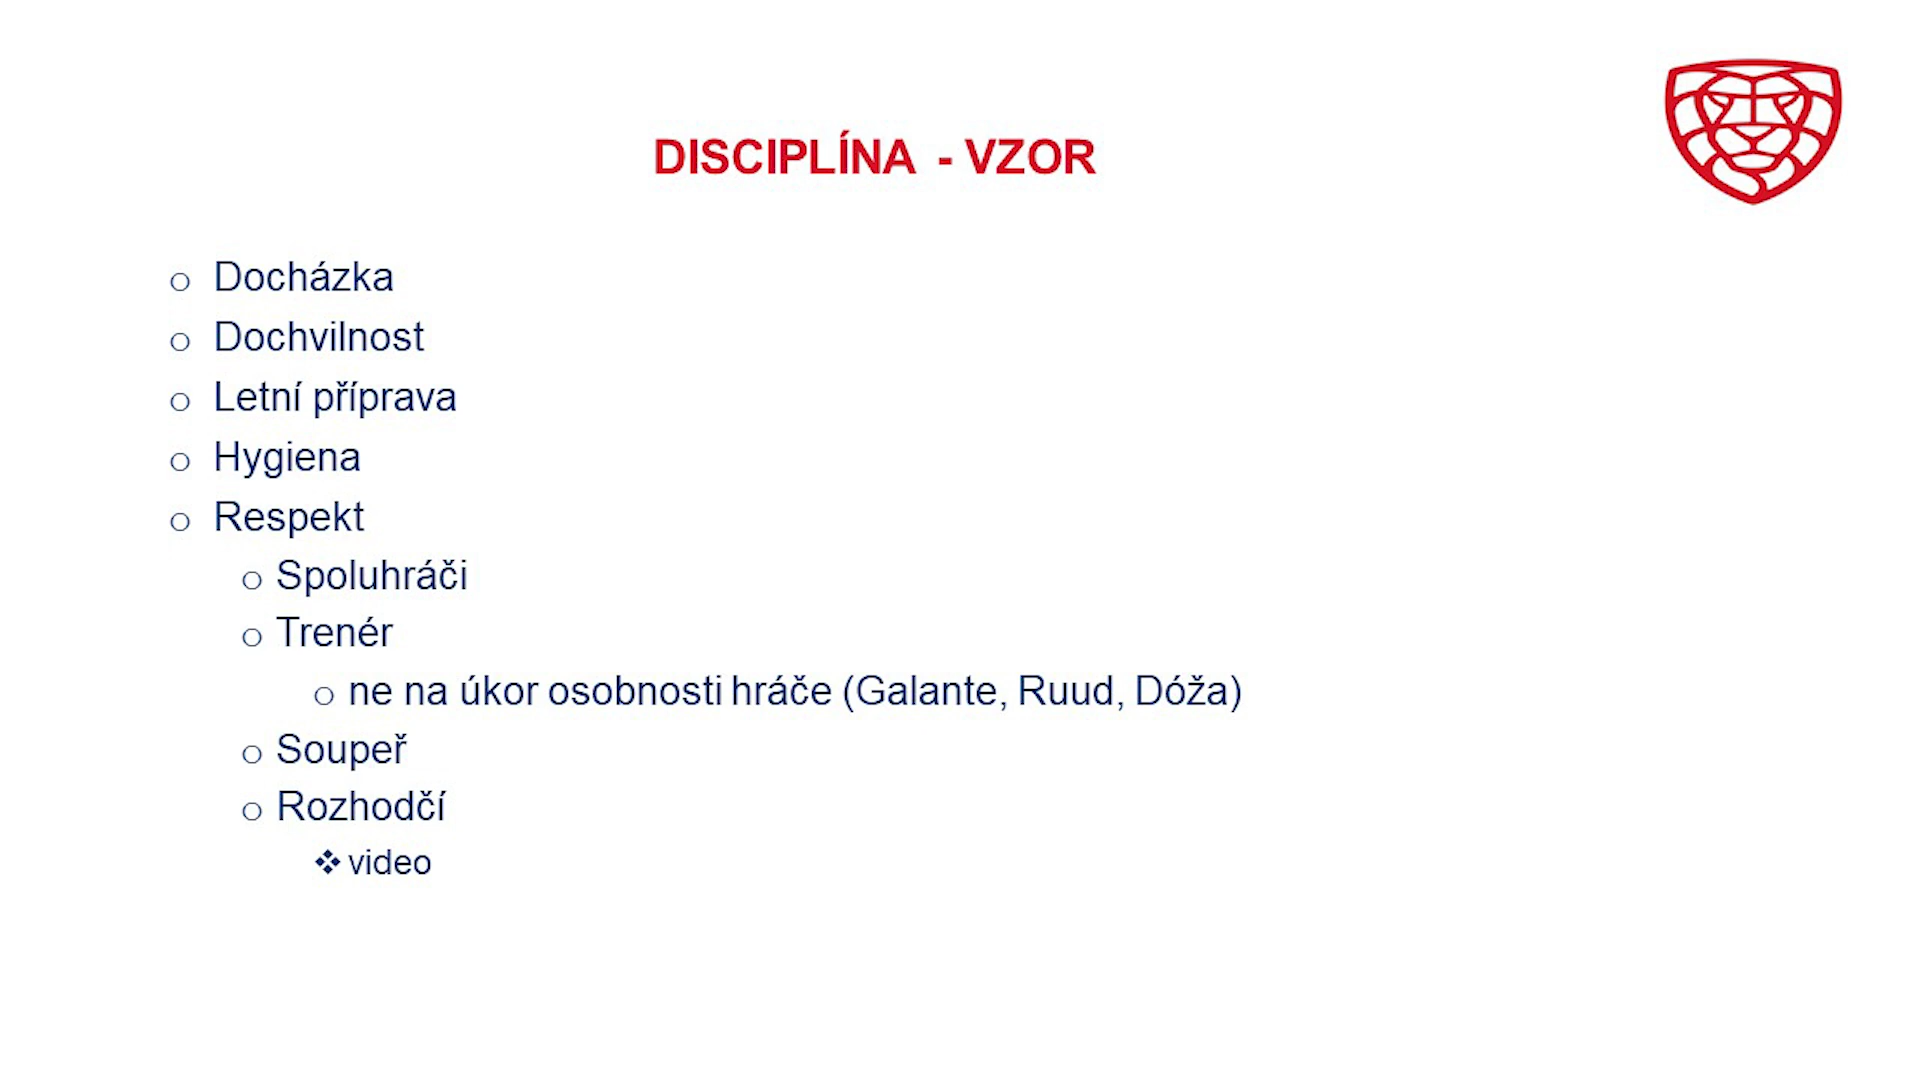 DISCIPLÍNA - VZOR
Docházka
Dochvilnost
Letní příprava
Hygiena
Respekt
Spoluhráči
Trenér
ne na úkor osobnosti hráče (Galante, Ruud, Dóža)
Soupeř
Rozhodčí
video